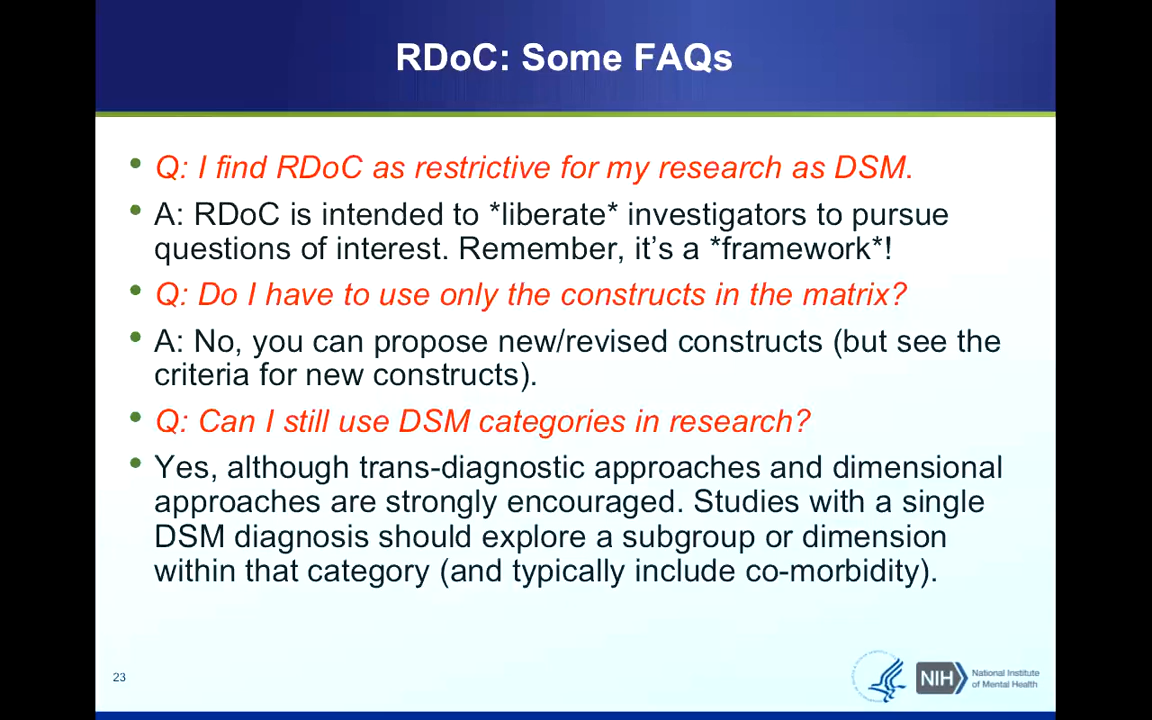 RDoC: Some FAQs
• Q: I find RDoC as restrictive for my research as DSM.
• A: RDoC is intended to *liberate* investigators to pursue
questions of interest. Remember, it’s a *framework*!
• Q: Do I have to use only the constructs in the matrix?
• A: No, you can propose new/revised constructs (but see the
criteria for new constructs).
• Q: Can I still use DSM categories in research?
• Yes, although trans-diagnostic approaches and dimensional
approaches are strongly encouraged. Studies with a single
DSM diagnosis should explore a subgroup or dimension
within that category (and typically include co-morbidity).
23
NIH
National Institute
of Mental Health